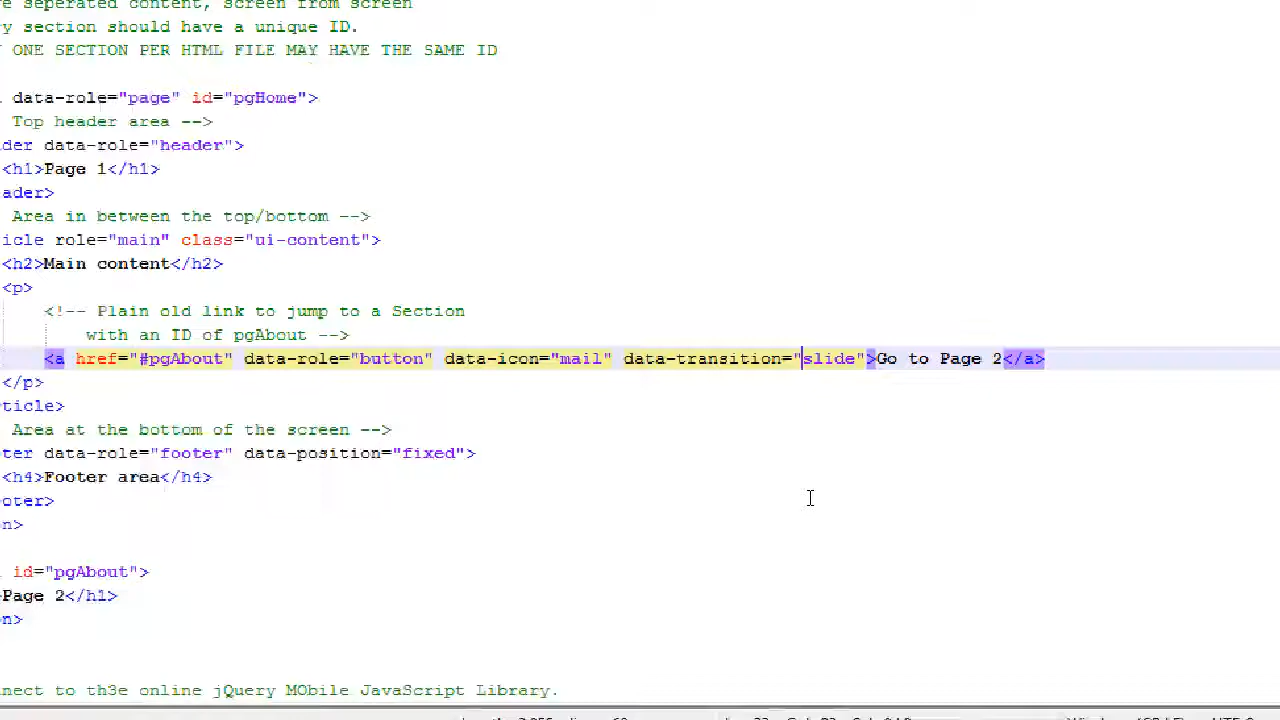 e seperated content, screen from screen
ry section should have a unique ID.
ONE SECTION PER HTML FILE MAY HAVE THE SAME ID
data-role="page" id="pgHome">
Top header area -->
der data-role="header">
<h1>Page 1</h1>
ader>
Area in between the top/bottom -->
icle role="main" class="ui-content">
<h2>Main content</h2>
<p>
<!-- Plain old link to jump to a Section
with an ID of pgAbout -->
<a href="#pgAbout" data-role="button" data-icon="mail" data-transition="slide">Go to Page 2</a>
</p>
ticle>
Area at the bottom of the screen -->
ter data-role="footer" data-position="fixed">
<h4>Footer area</h4>
oter>
n>
id="pgAbout">
Page 2</h1>
n>
nect to th3e online jQuery MObile JavaScript Library.